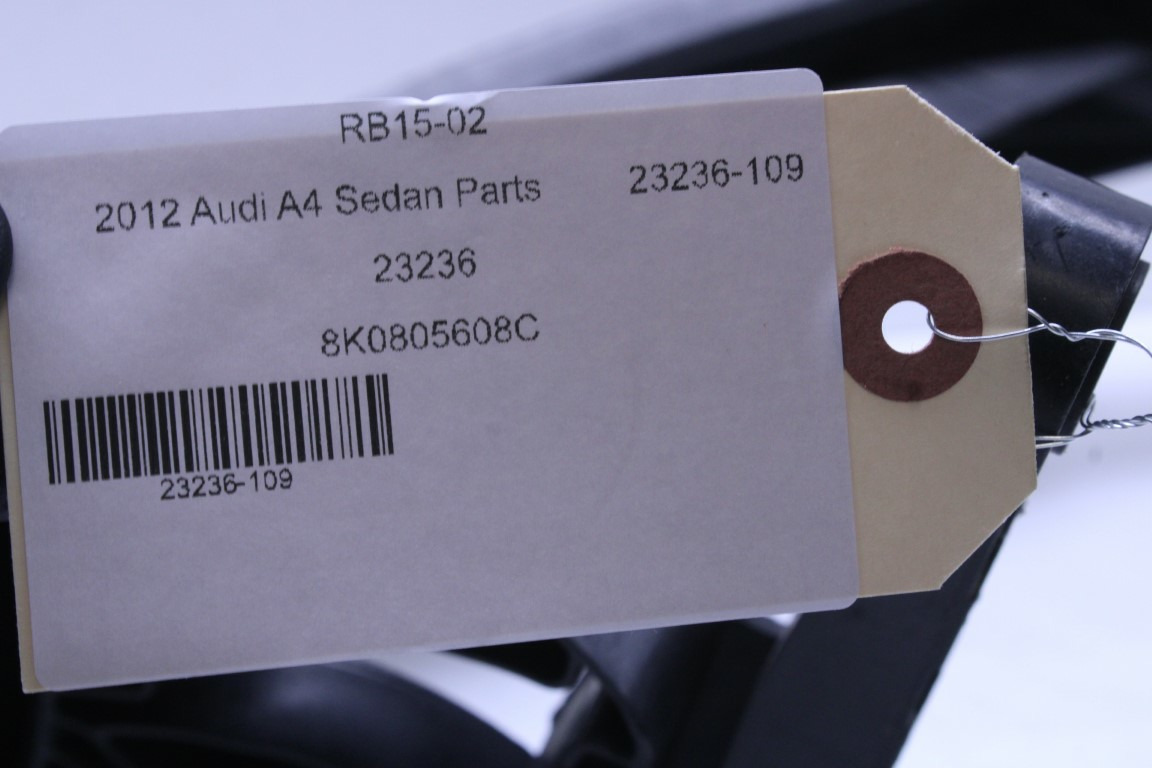 RB15-02
2012 Audi A4 Sedan Parts 23236-109
23236
8K0805608C
23236-109